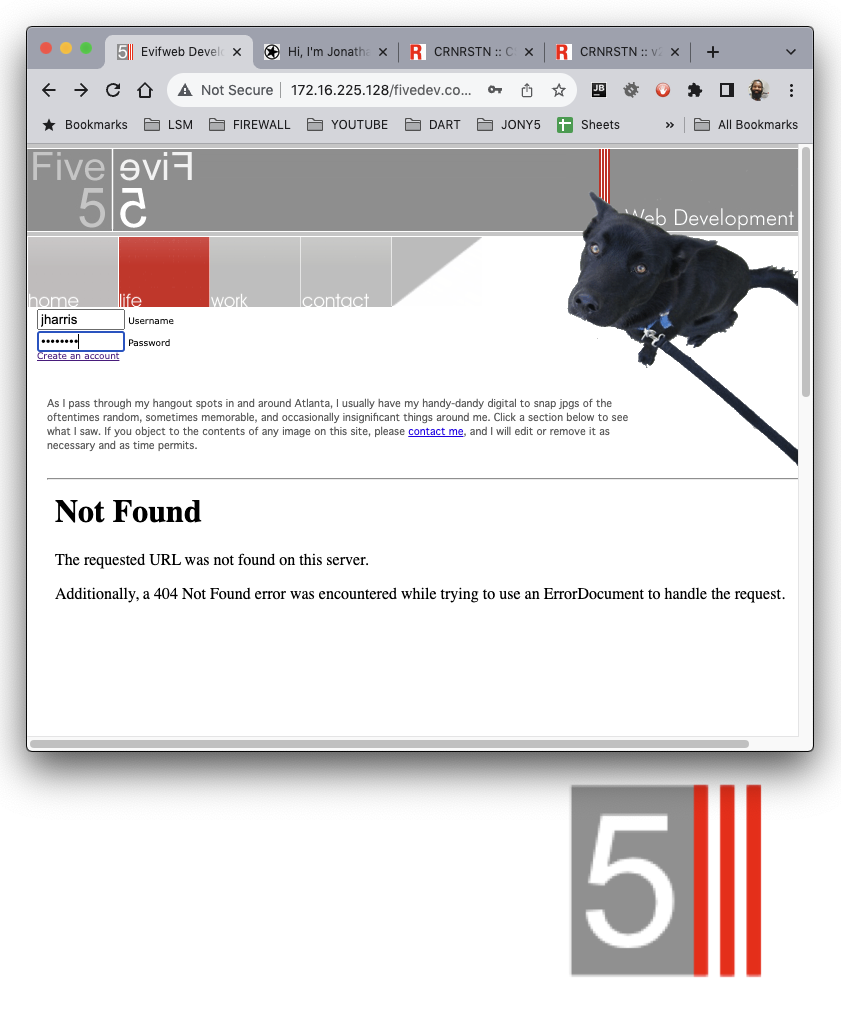 Evifweb Devel
Hi, I'm Jonatha
CRNRSTN :: C
CRNRSTN :: v2
Not Secure
172.16.225.128/fivedev.co...
JB
Bookmarks
LSM
FIREWALL
YOUTUBE
DART
JONY5
Sheets
»
All Bookmarks
Five
Five
5
5
Web Development
home
life
work
contact
jharris
Username
Password
Create an account
As I pass through my hangout spots in and around Atlanta, I usually have my handy-dandy digital to snap jpgs of the
oftentimes random, sometimes memorable, and occasionally insignificant things around me. Click a section below to see
what I saw. If you object to the contents of any image on this site, please contact me, and I will edit or remove it as
necessary and as time permits.
Not Found
The requested URL was not found on this server.
Additionally, a 404 Not Found error was encountered while trying to use an ErrorDocument to handle the request.
5